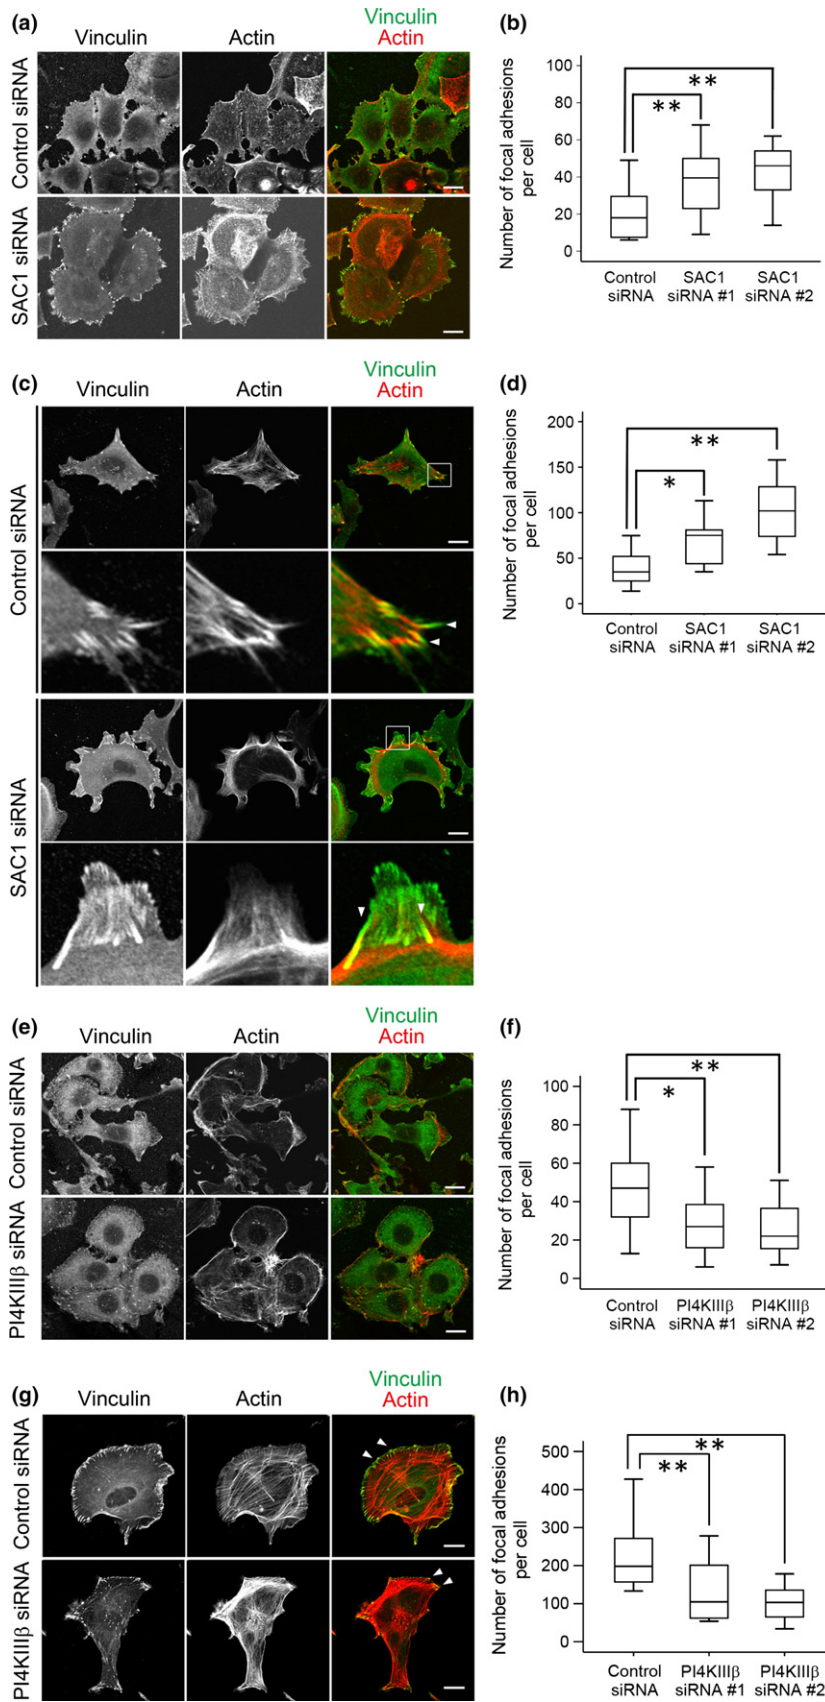 (a)
Vinculin
Actin
Vinculin
Actin
Control siRNA
SAC1 siRNA
(b)
Number of focal adhesions
per cell
100
80
60
40
20
0
**
**
Control
siRNA
SAC1
siRNA #1
SAC1
siRNA #2
(c)
Vinculin
Actin
Vinculin
Actin
Control siRNA
SAC1 siRNA
(d)
Number of focal adhesions
per cell
200
150
100
50
0
**
*
Control
siRNA
SAC1
siRNA #1
SAC1
siRNA #2
(e)
Vinculin
Actin
Vinculin
Actin
Control siRNA
PI4KIIIβ siRNA
(f)
Number of focal adhesions
per cell
100
80
60
40
20
0
**
*
Control
siRNA
PI4KIIIβ
siRNA #1
PI4KIIIβ
siRNA #2
(g)
Vinculin
Actin
Vinculin
Actin
Control siRNA
PI4KIIIβ siRNA
(h)
Number of focal adhesions
per cell
500
400
300
200
100
0
**
**
Control
siRNA
PI4KIIIβ
siRNA #1
PI4KIIIβ
siRNA #2